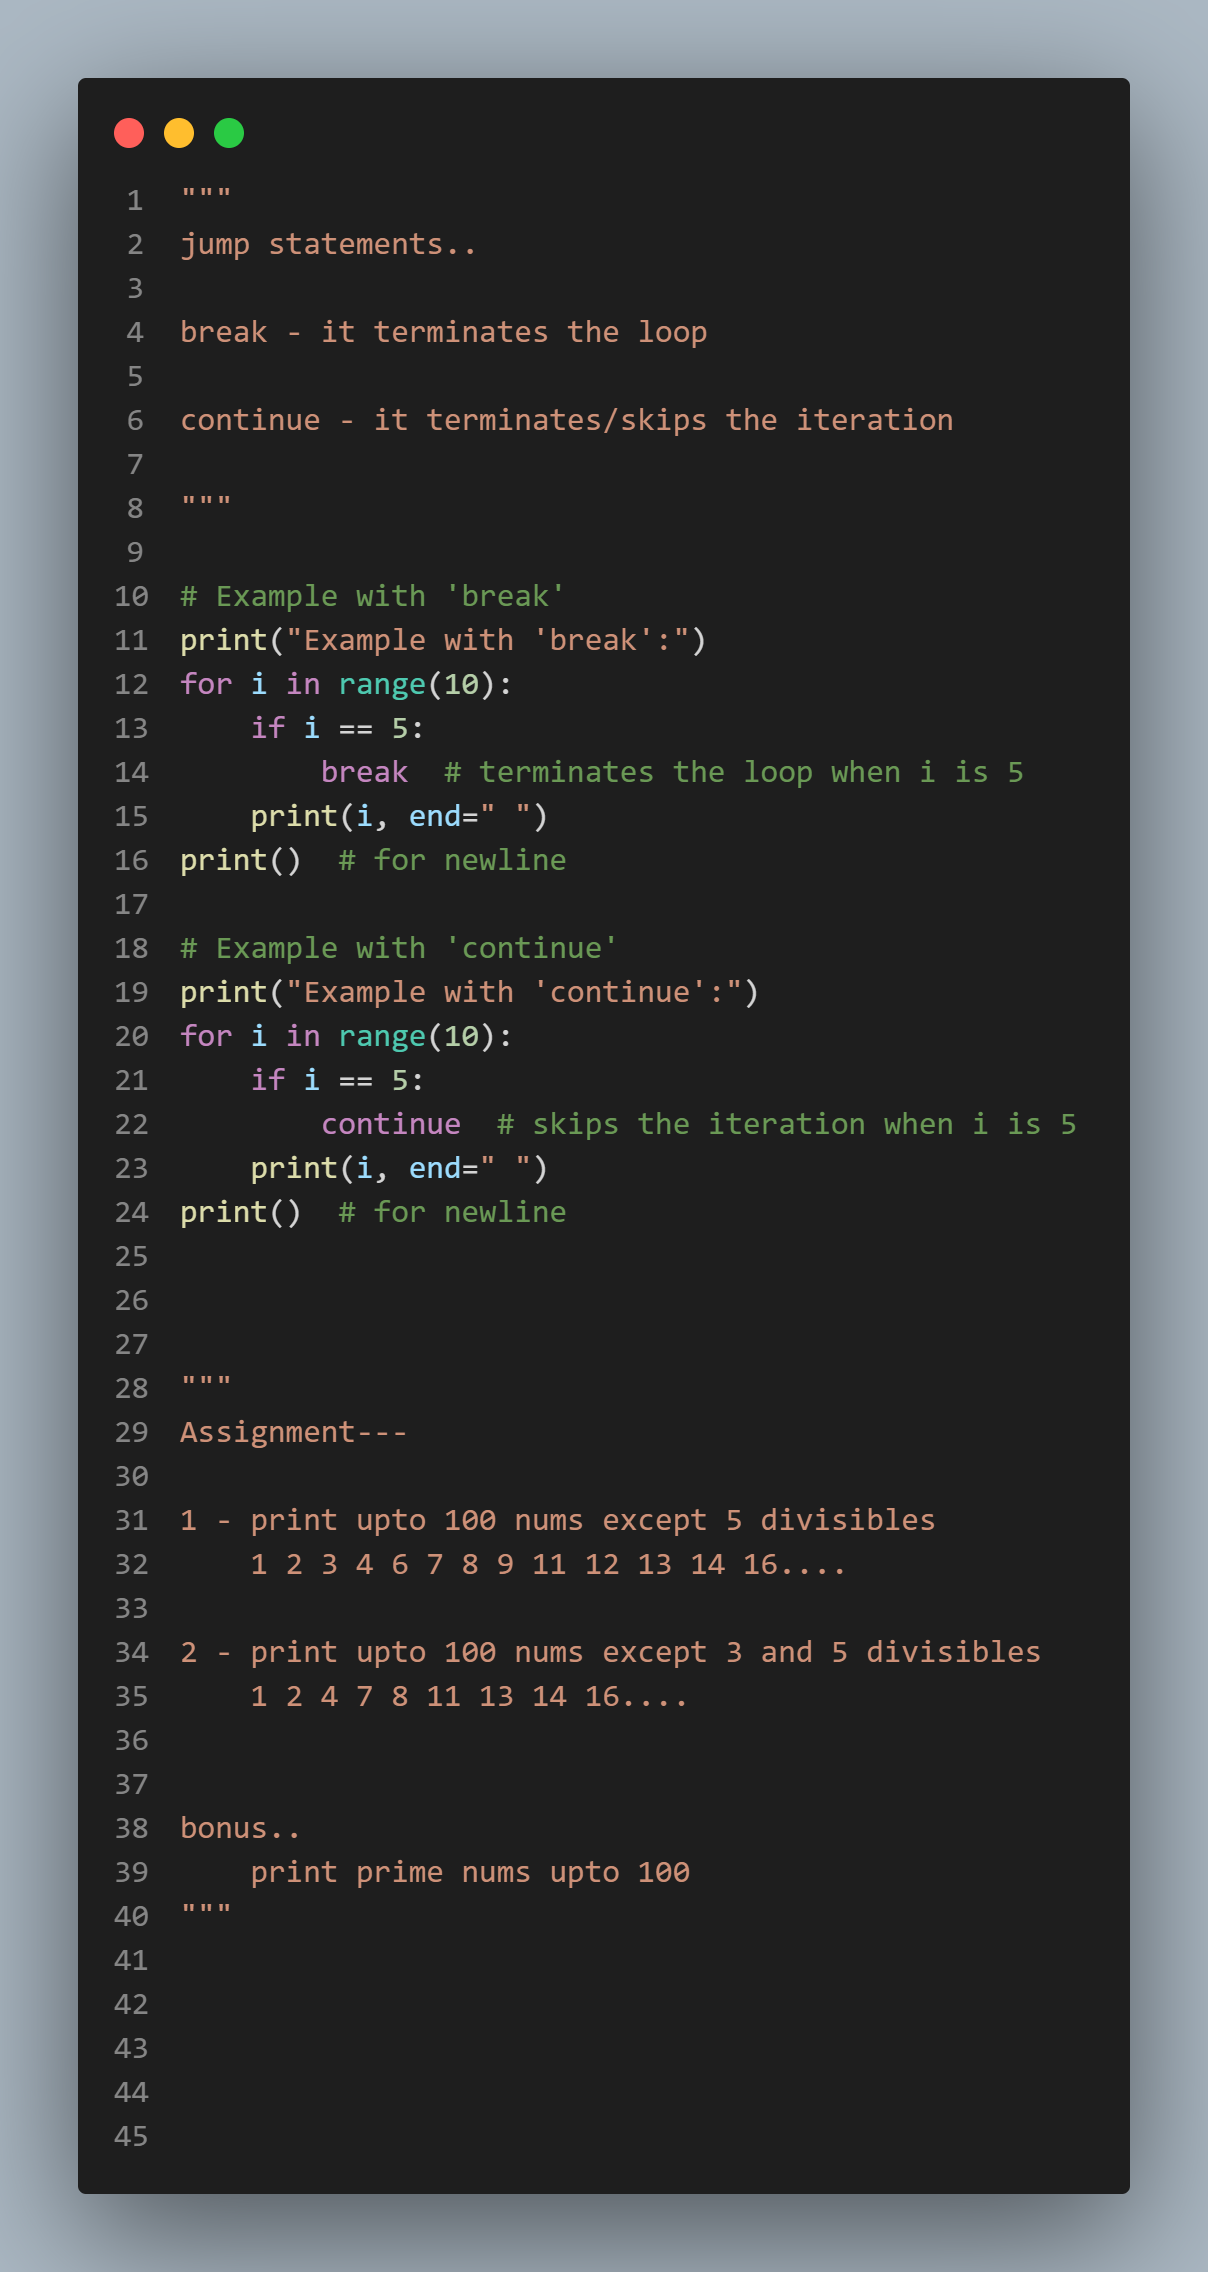 1 """
2 jump statements..
3
4 break - it terminates the loop
5
6 continue - it terminates/skips the iteration
7
8 """
9
10 # Example with 'break'
11 print("Example with 'break':")
12 for i in range(10):
13     if i == 5:
14         break  # terminates the loop when i is 5
15     print(i, end=" ")
16 print()  # for newline
17
18 # Example with 'continue'
19 print("Example with 'continue':")
20 for i in range(10):
21     if i == 5:
22         continue  # skips the iteration when i is 5
23     print(i, end=" ")
24 print()  # for newline
25
26
27
28 """
29 Assignment---
30
31 1 - print upto 100 nums except 5 divisibles
32     1 2 3 4 6 7 8 9 11 12 13 14 16....
33
34 2 - print upto 100 nums except 3 and 5 divisibles
35     1 2 4 7 8 11 13 14 16....
36
37
38 bonus..
39     print prime nums upto 100
40 """
41
42
43
44
45